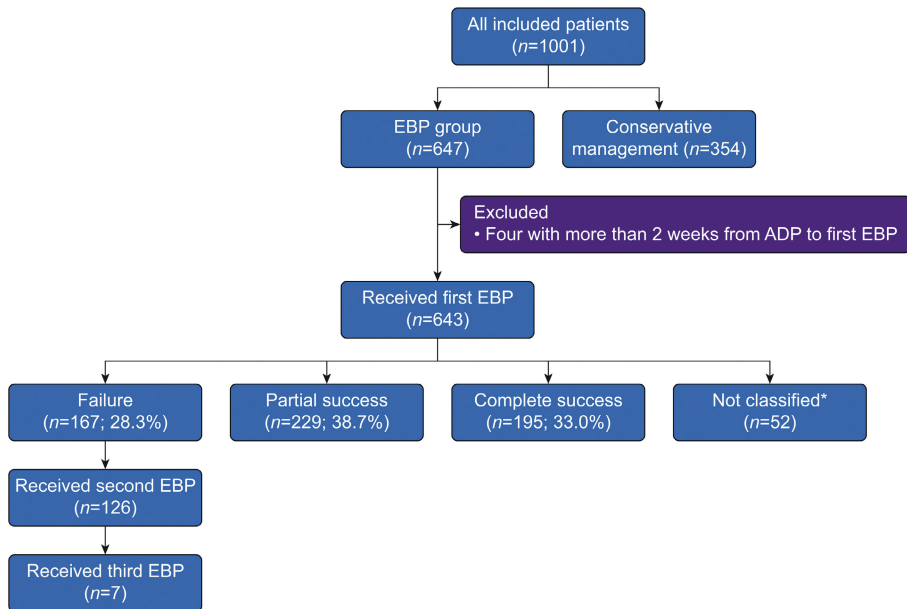 All included patients
(n=1001)
EBP group
(n=647)
Conservative
management (n=354)
Excluded
• Four with more than 2 weeks from ADP to first EBP
Received first EBP
(n=643)
Failure
(n=167; 28.3%)
Partial success
(n=229; 38.7%)
Complete success
(n=195; 33.0%)
Not classified*
(n=52)
Received second EBP
(n=126)
Received third EBP
(n=7)